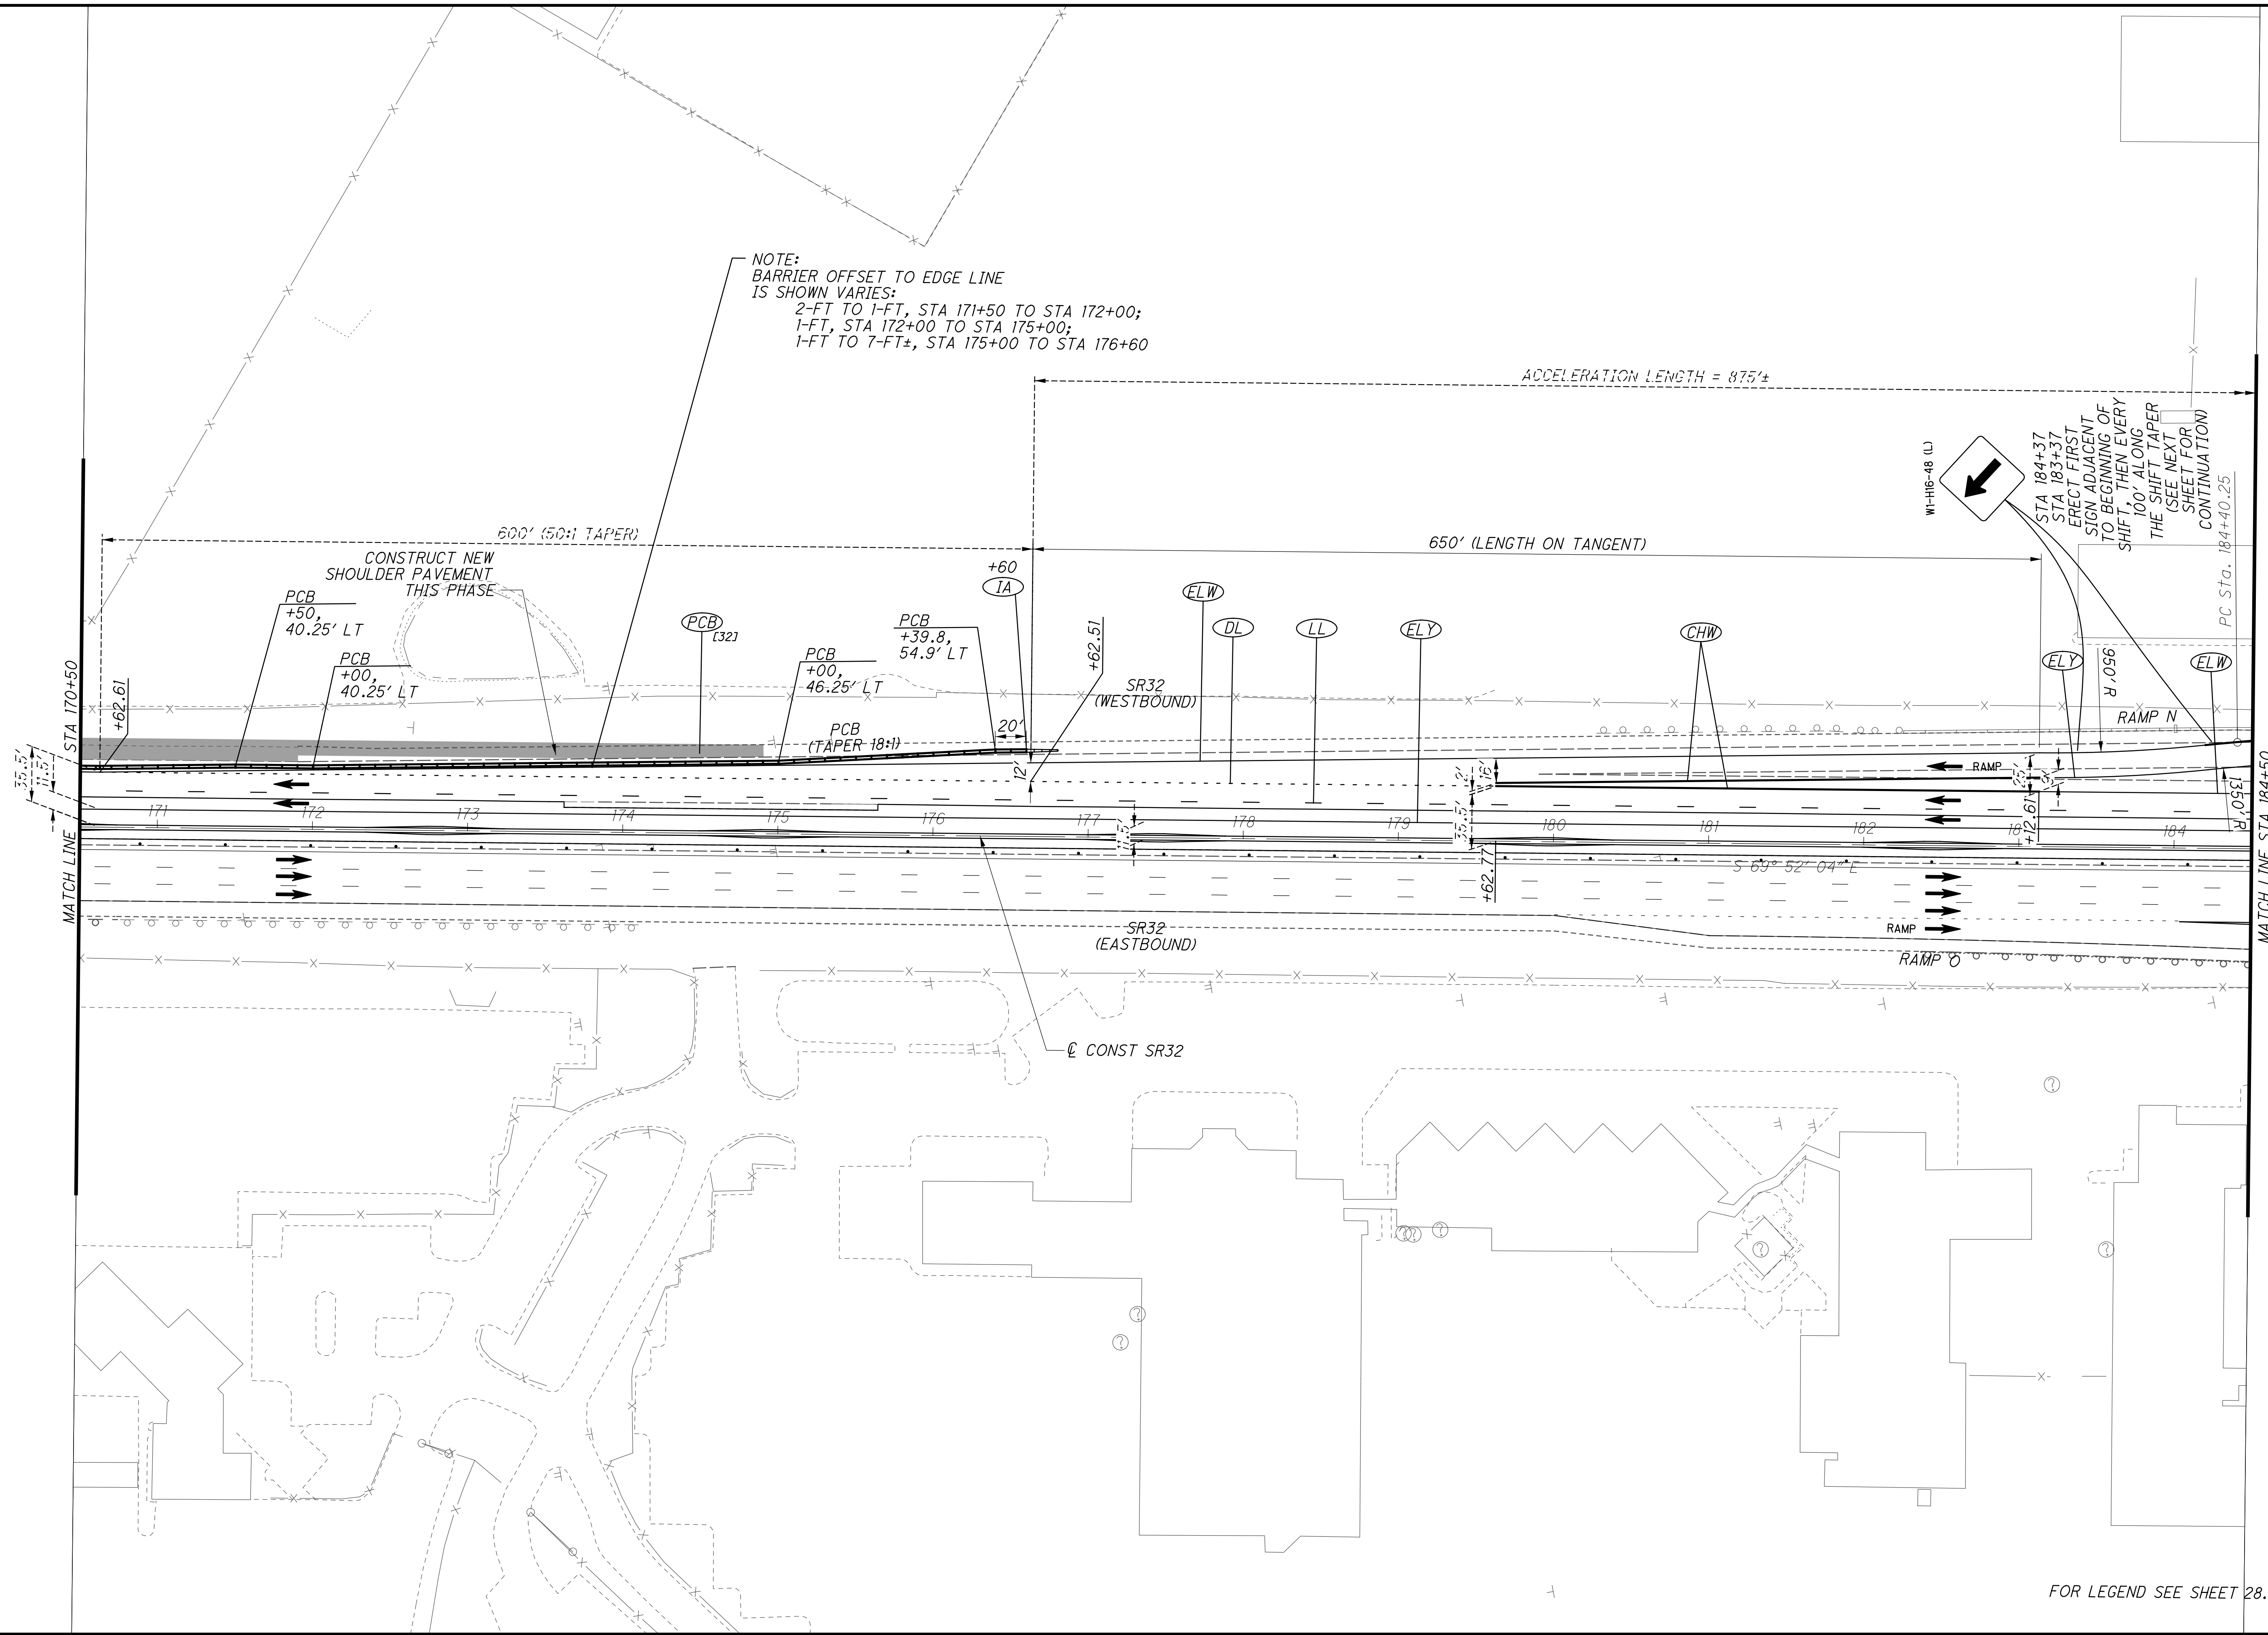 NOTE:
BARRIER OFFSET TO EDGE LINE
IS SHOWN VARIES:
2-FT TO 1-FT, STA 171+50 TO STA 172+00;
1-FT, STA 172+00 TO STA 175+00;
1-FT TO 7-FT±, STA 175+00 TO STA 176+60
ACCELERATION LENGTH = 875'±
600' (50:1 TAPER)
650' (LENGTH ON TANGENT)
W1-H16-48 (L)
STA 184+37
STA 183+37
ERECT FIRST
SIGN ADJACENT
TO BEGINNING OF
SHIFT, THEN EVERY
100' ALONG
THE SHIFT TAPER
(SEE NEXT
SHEET FOR
CONTINUATION)
PC Sta. 184+40.25
CONSTRUCT NEW
SHOULDER PAVEMENT
THIS PHASE
PCB
+50,
40.25' LT
PCB
+00,
40.25' LT
PCB
[32]
PCB
+00,
46.25' LT
PCB
+39.8,
54.9' LT
+60
IA
20'
PCB
(TAPER 18:1)
12'
+62.51
+62.61
ELW
DL
LL
ELY
CHW
ELY
ELW
SR32
(WESTBOUND)
950' R
RAMP N
RAMP
1350' R
2'
16'
35.5'
+62.77
25'
+12.61
MATCH LINE STA 170+50
MATCH LINE STA 184+50
171
172
173
174
175
176
177
178
179
180
181
182
184
S 69° 52' 04" E
SR32
(EASTBOUND)
RAMP
RAMP O
℄ CONST SR32
FOR LEGEND SEE SHEET 28.